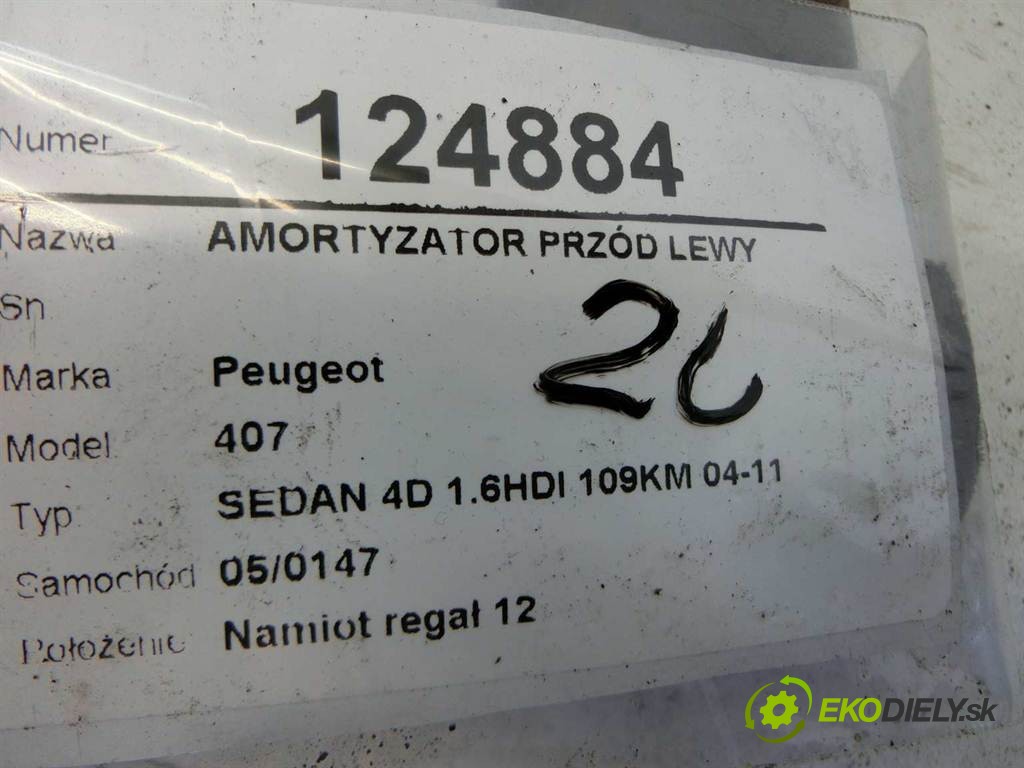 Numer 124884
Nazwa AMORTYZATOR PRZÓD LEWY
Sn
Marka Peugeot
Model 407
Typ SEDAN 4D 1.6HDI 109KM 04-11
Samochód 05/0147
Położenie Namiot regał 12
EKODIELY.sk